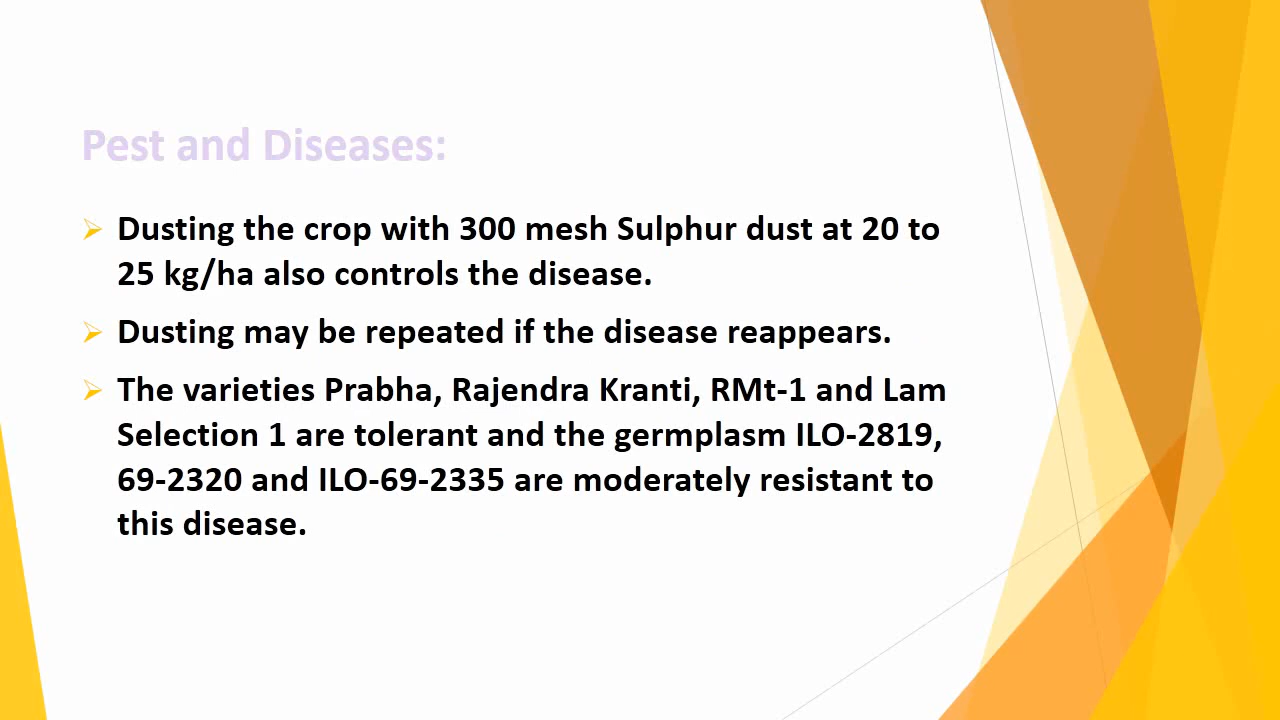 Pest and Diseases:
Dusting the crop with 300 mesh Sulphur dust at 20 to
25 kg/ha also controls the disease.
Dusting may be repeated if the disease reappears.
The varieties Prabha, Rajendra Kranti, RMt-1 and Lam
Selection 1 are tolerant and the germplasm ILO-2819,
69-2320 and ILO-69-2335 are moderately resistant to
this disease.